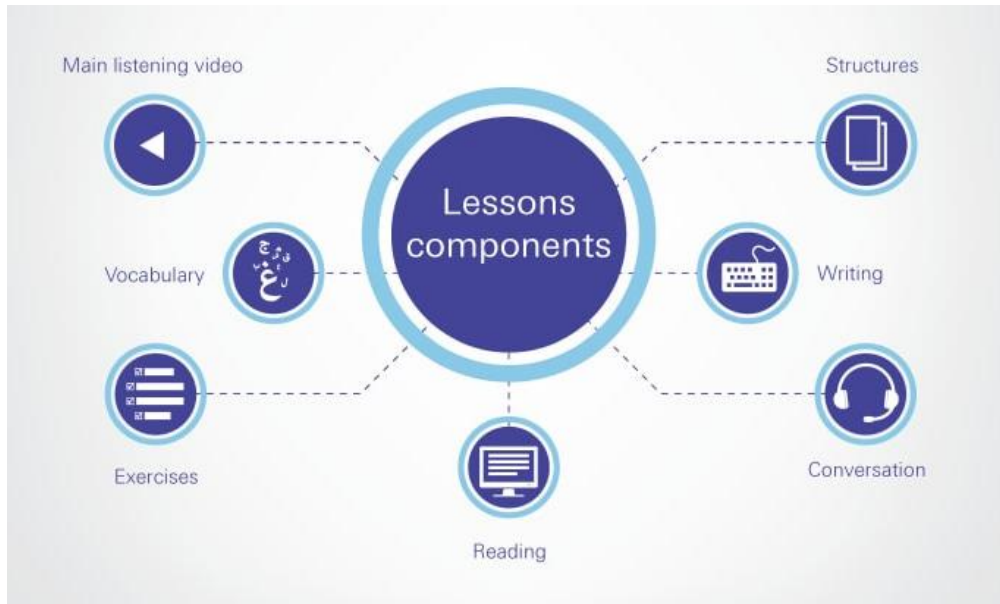 Main listening video
Structures
Lessons
components
Vocabulary
Writing
Exercises
Conversation
Reading